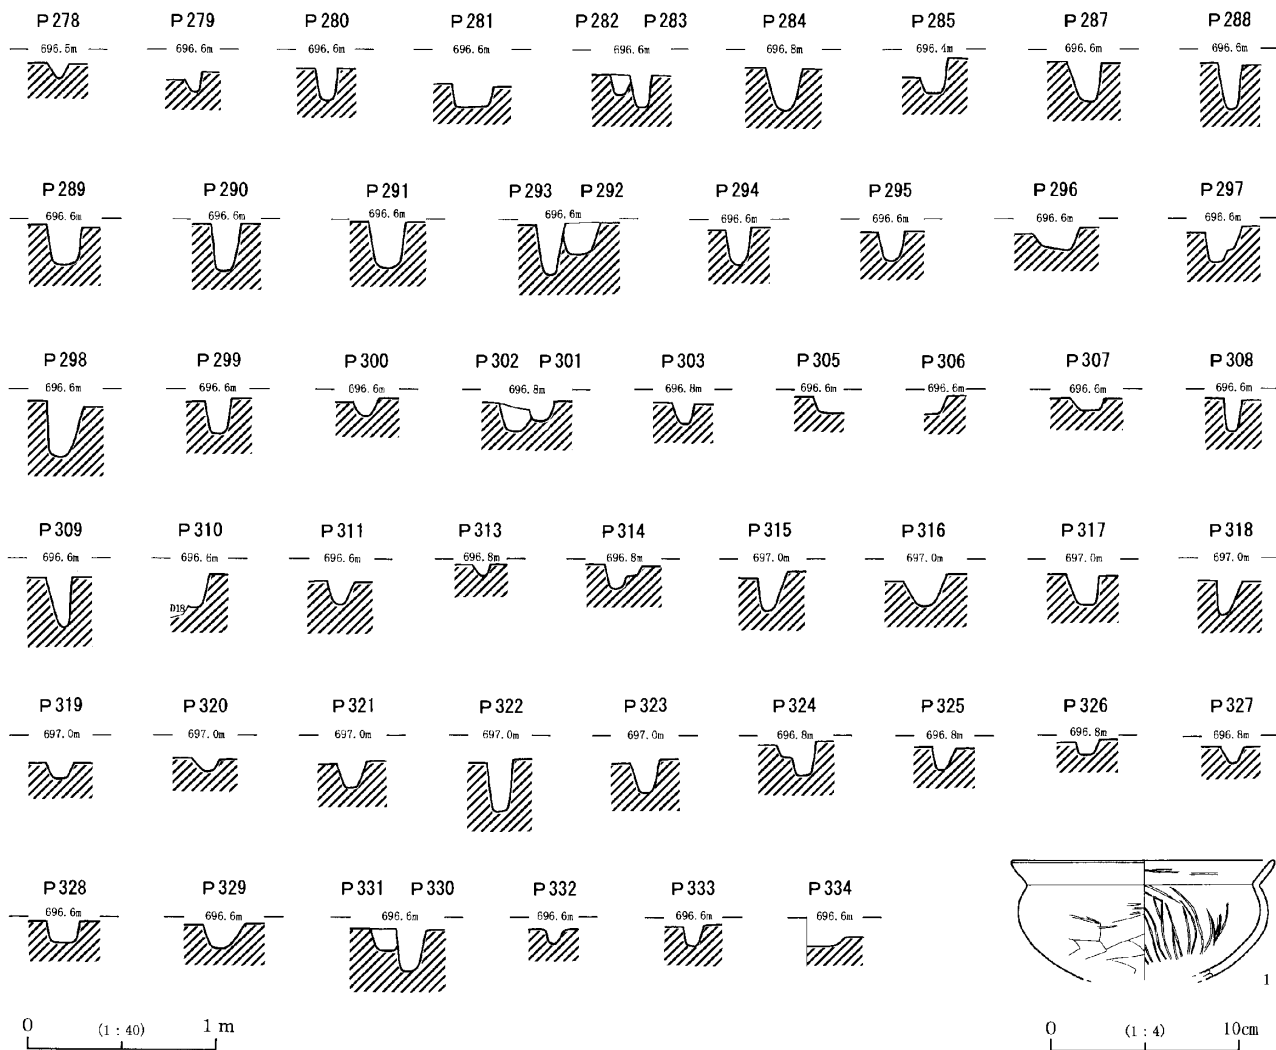 P278 P279 P280 P281 P282 P283 P284 P285 P287 P288
696.5m 696.6m 696.6m 696.6m 696.6m 696.8m 696.4m 696.6m 696.6m
P289 P290 P291 P293 P292 P294 P295 P296 P297
696.6m 696.6m 696.6m 696.6m 696.6m 696.6m 696.6m 696.6m
P298 P299 P300 P302 P301 P303 P305 P306 P307 P308
696.6m 696.6m 696.6m 696.8m 696.8m 696.6m 696.6m 696.6m 696.6m
P309 P310 P311 P313 P314 P315 P316 P317 P318
696.6m 696.6m 696.6m 696.8m 696.8m 697.0m 697.0m 697.0m 697.0m
D18
P319 P320 P321 P322 P323 P324 P325 P326 P327
697.0m 697.0m 697.0m 697.0m 697.0m 696.8m 696.8m 696.8m 696.8m
P328 P329 P331 P330 P332 P333 P334
696.6m 696.6m 696.6m 696.6m 696.6m 696.6m
1
0 (1:40) 1m
0 (1:4) 10cm